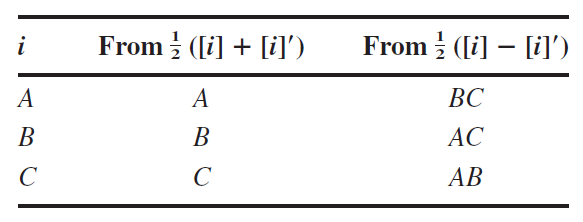 i From ½ ([i] + [i]′) From ½ ([i] − [i]′)
A A BC
B B AC
C C AB